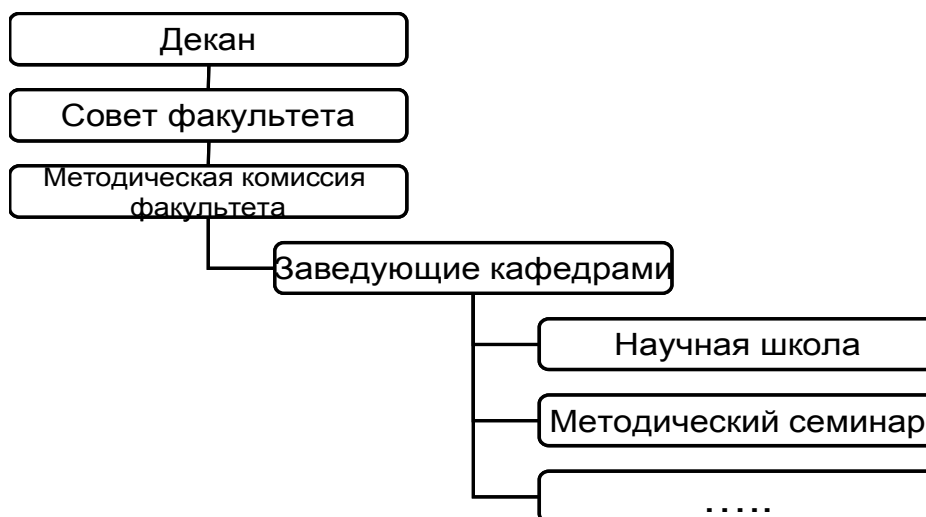 Декан
Совет факультета
Методическая комиссия
факультета
Заведующие кафедрами
Научная школа
Методический семинар
.....